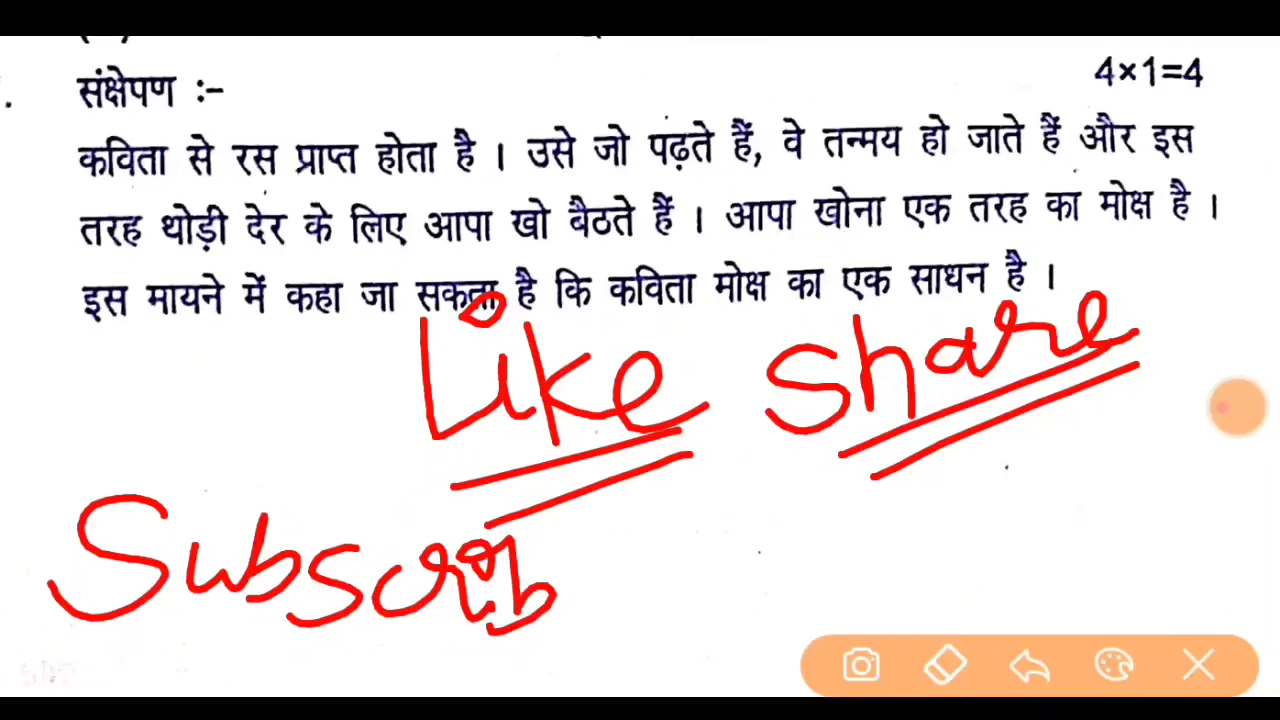 संक्षेपण :-
4×1=4
कविता से रस प्राप्त होता है । उसे जो पढ़ते हैं, वे तन्मय हो जाते हैं और इस
तरह थोड़ी देर के लिए आपा खो बैठते हैं । आपा खोना एक तरह का मोक्ष है ।
इस मायने में कहा जा सकता है कि कविता मोक्ष का एक साधन है ।
Like Share
Subscrib